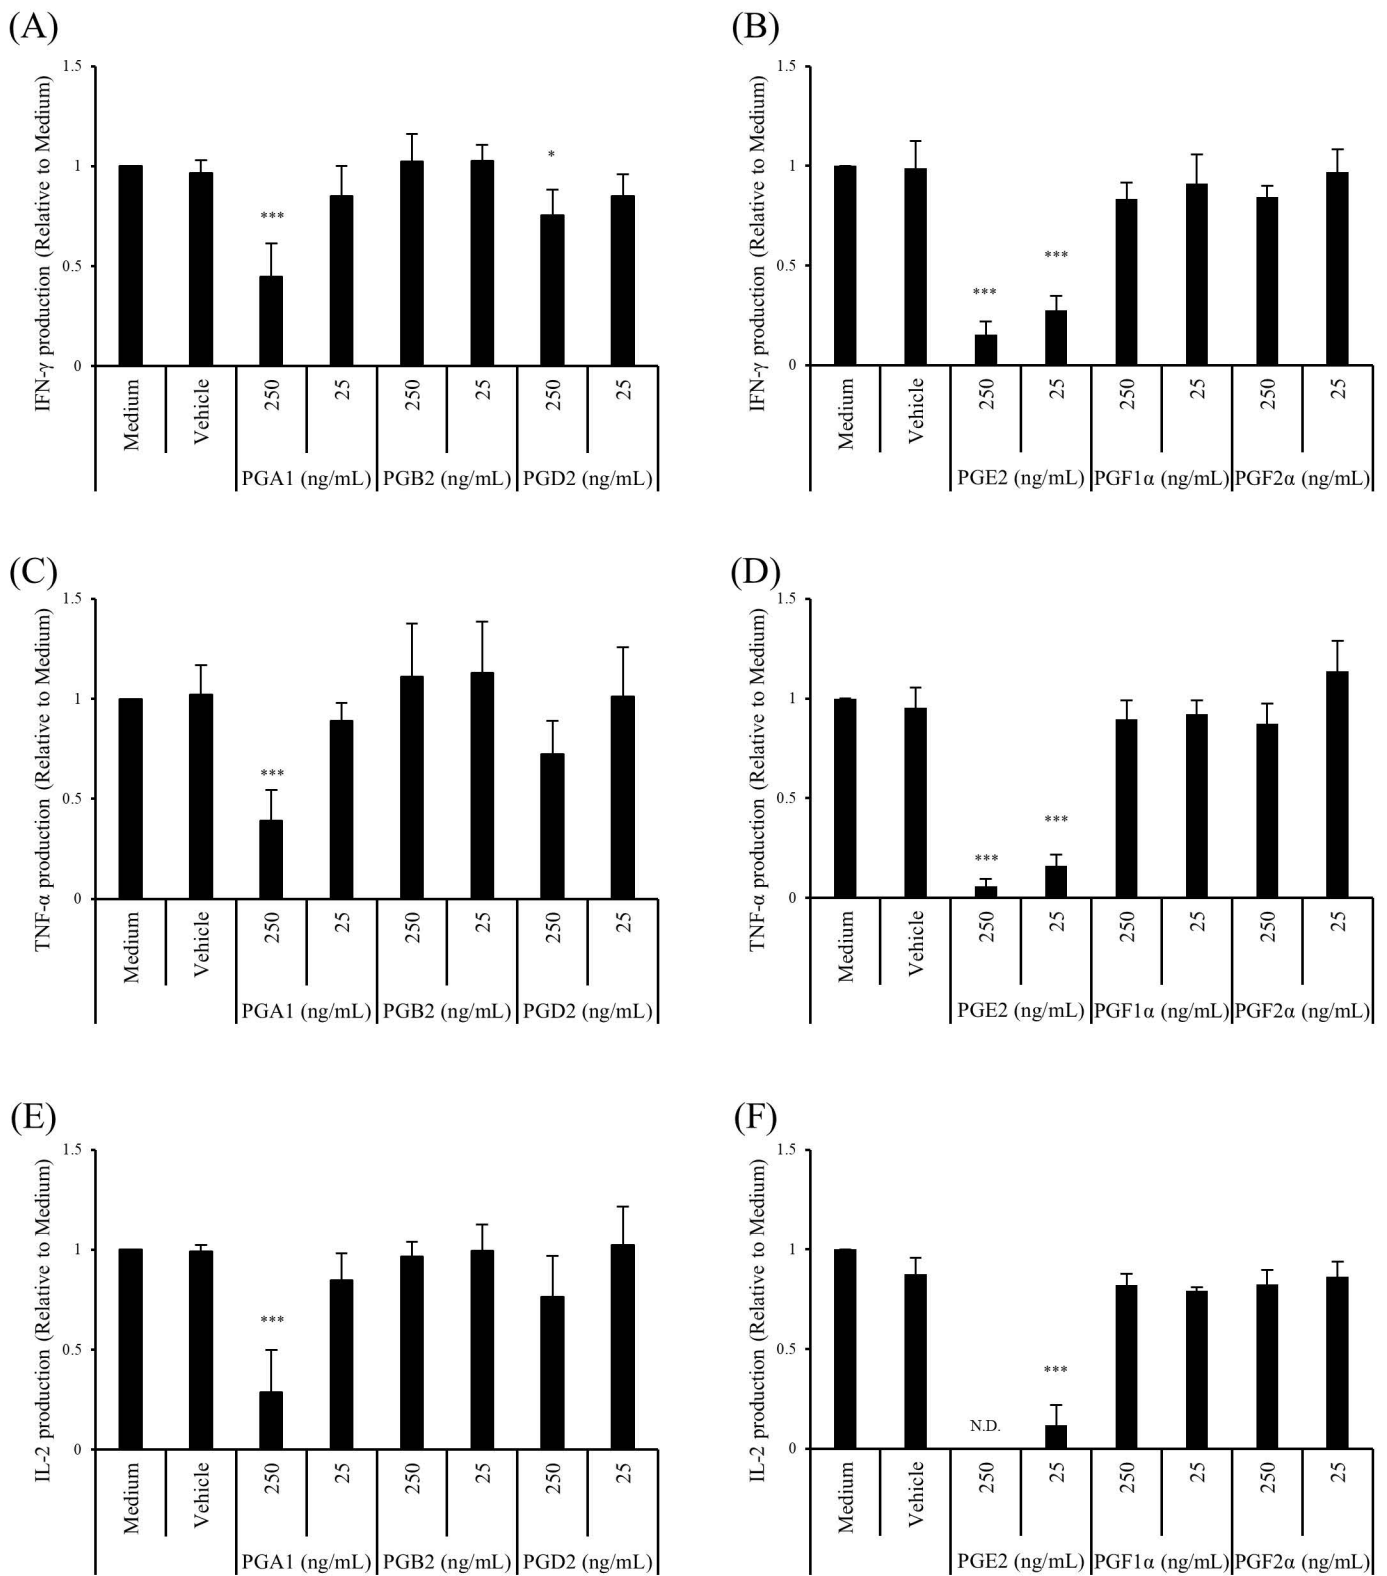 (A)
IFN-γ production (Relative to Medium)
1.5
1
0.5
0
***
*
Medium
Vehicle
250
25
250
25
250
25
PGA1 (ng/mL)
PGB2 (ng/mL)
PGD2 (ng/mL)
(B)
IFN-γ production (Relative to Medium)
1.5
1
0.5
0
***
***
Medium
Vehicle
250
25
250
25
250
25
PGE2 (ng/mL)
PGF1α (ng/mL)
PGF2α (ng/mL)
(C)
TNF-α production (Relative to Medium)
1.5
1
0.5
0
***
Medium
Vehicle
250
25
250
25
250
25
PGA1 (ng/mL)
PGB2 (ng/mL)
PGD2 (ng/mL)
(D)
TNF-α production (Relative to Medium)
1.5
1
0.5
0
***
***
Medium
Vehicle
250
25
250
25
250
25
PGE2 (ng/mL)
PGF1α (ng/mL)
PGF2α (ng/mL)
(E)
IL-2 production (Relative to Medium)
1.5
1
0.5
0
***
Medium
Vehicle
250
25
250
25
250
25
PGA1 (ng/mL)
PGB2 (ng/mL)
PGD2 (ng/mL)
(F)
IL-2 production (Relative to Medium)
1.5
1
0.5
0
N.D.
***
Medium
Vehicle
250
25
250
25
250
25
PGE2 (ng/mL)
PGF1α (ng/mL)
PGF2α (ng/mL)